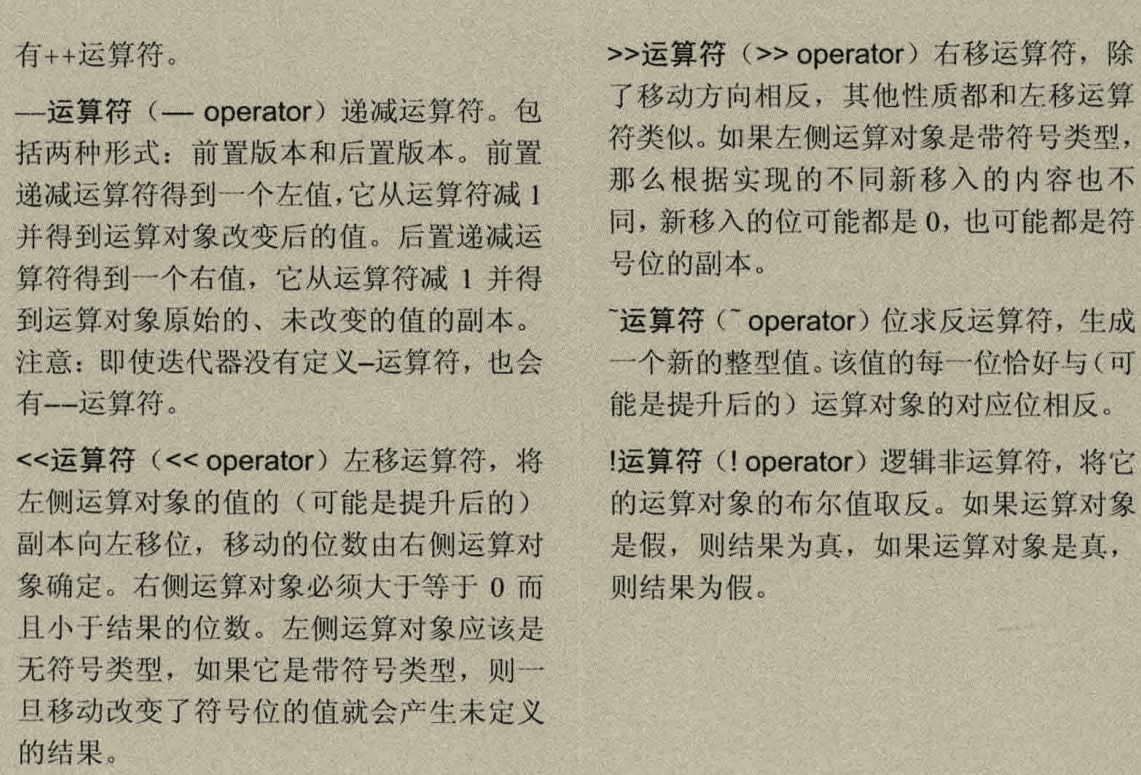 有++运算符。
——运算符（—— operator）递减运算符。包
括两种形式：前置版本和后置版本。前置
递减运算符得到一个左值，它从运算符减 1
并得到运算对象改变后的值。后置递减运
算符得到一个右值，它从运算符减 1 并得
到运算对象原始的、未改变的值的副本。
注意：即使迭代器没有定义–运算符，也会
有––运算符。
<<运算符（<< operator）左移运算符，将
左侧运算对象的值的（可能是提升后的）
副本向左移位，移动的位数由右侧运算对
象确定。右侧运算对象必须大于等于 0 而
且小于结果的位数。左侧运算对象应该是
无符号类型，如果它是带符号类型，则一
旦移动改变了符号位的值就会产生未定义
的结果。
>>运算符（>> operator）右移运算符，除
了移动方向相反，其他性质都和左移运算
符类似。如果左侧运算对象是带符号类型，
那么根据实现的不同新移入的内容也不
同，新移入的位可能都是 0，也可能都是符
号位的副本。
~运算符（~ operator）位求反运算符，生成
一个新的整型值。该值的每一位恰好与（可
能是提升后的）运算对象的对应位相反。
!运算符（! operator）逻辑非运算符，将它
的运算对象的布尔值取反。如果运算对象
是假，则结果为真，如果运算对象是真，
则结果为假。